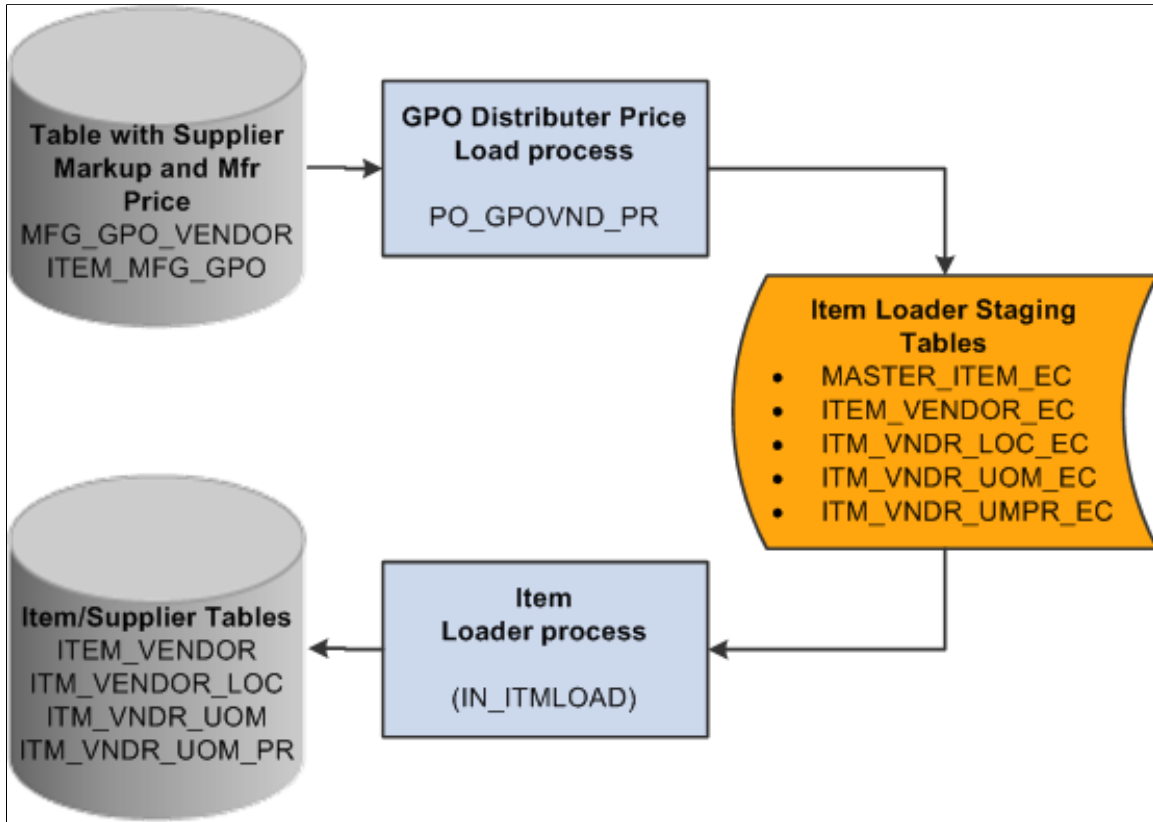 Table with Supplier
Markup and Mfr
Price
MFG_GPO_VENDOR
ITEM_MFG_GPO
GPO Distributer Price
Load process
PO_GPOVND_PR
Item Loader Staging
Tables
• MASTER_ITEM_EC
• ITEM_VENDOR_EC
• ITM_VNDR_LOC_EC
• ITM_VNDR_UOM_EC
• ITM_VNDR_UMPR_EC
Item
Loader process
(IN_ITMLOAD)
Item/Supplier Tables
ITEM_VENDOR
ITM_VENDOR_LOC
ITM_VNDR_UOM
ITM_VNDR_UOM_PR